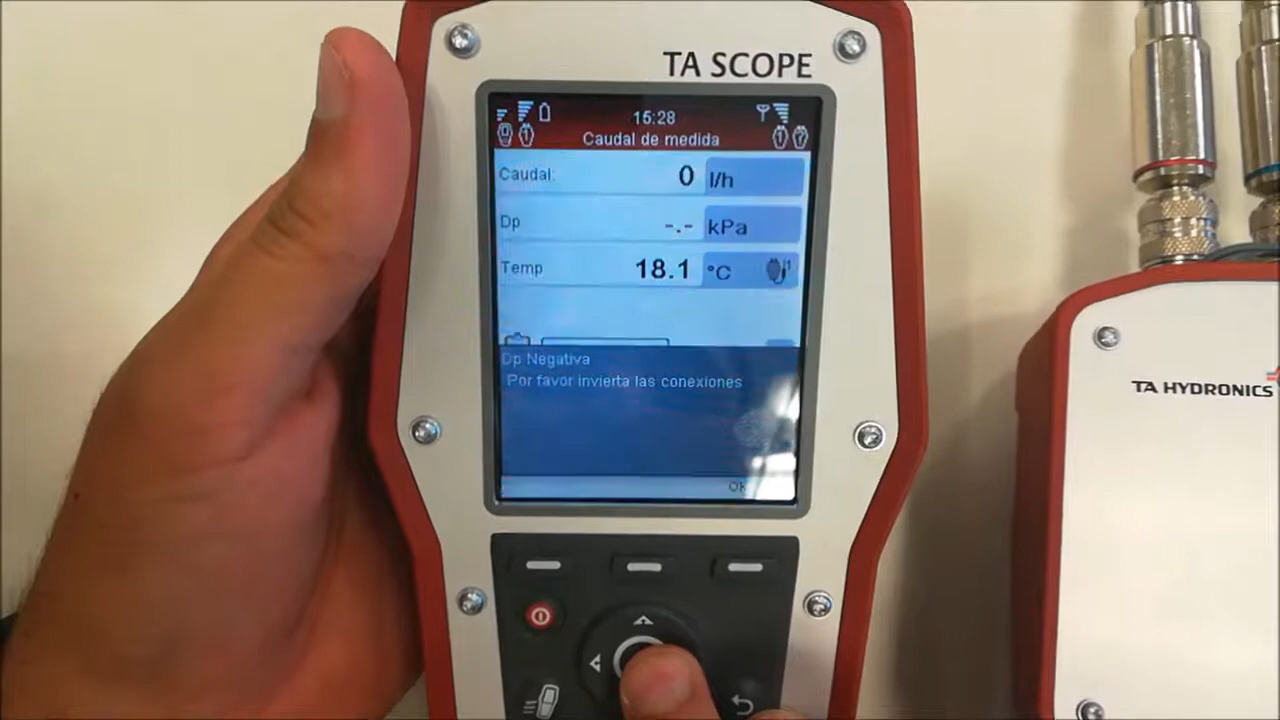 TA SCOPE
15:28
Caudal de medida
Caudal: 0 l/h
Dp -.- kPa
Temp 18.1 °C
Dp Negativa
Por favor invierta las conexiones
TA HYDRONICS